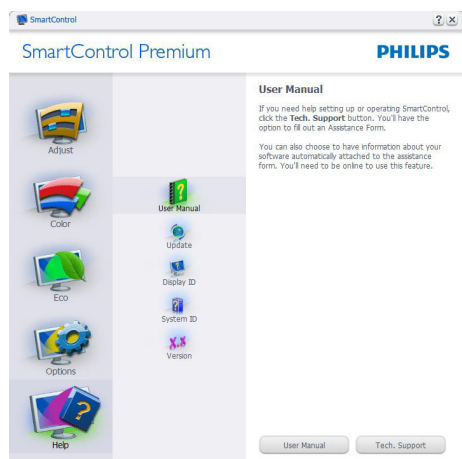 SmartControl
? X
SmartControl Premium
PHILIPS
Adjust
Color
Eco
Options
Help
User Manual
Update
Display ID
System ID
X.X
Version
User Manual
If you need help setting up or operating SmartControl,
click the Tech. Support button. You'll have the
option to fill out an Assistance Form.
You can also choose to have information about your
software automatically attached to the assistance
form. You'll need to be online to use this feature.
User Manual
Tech. Support